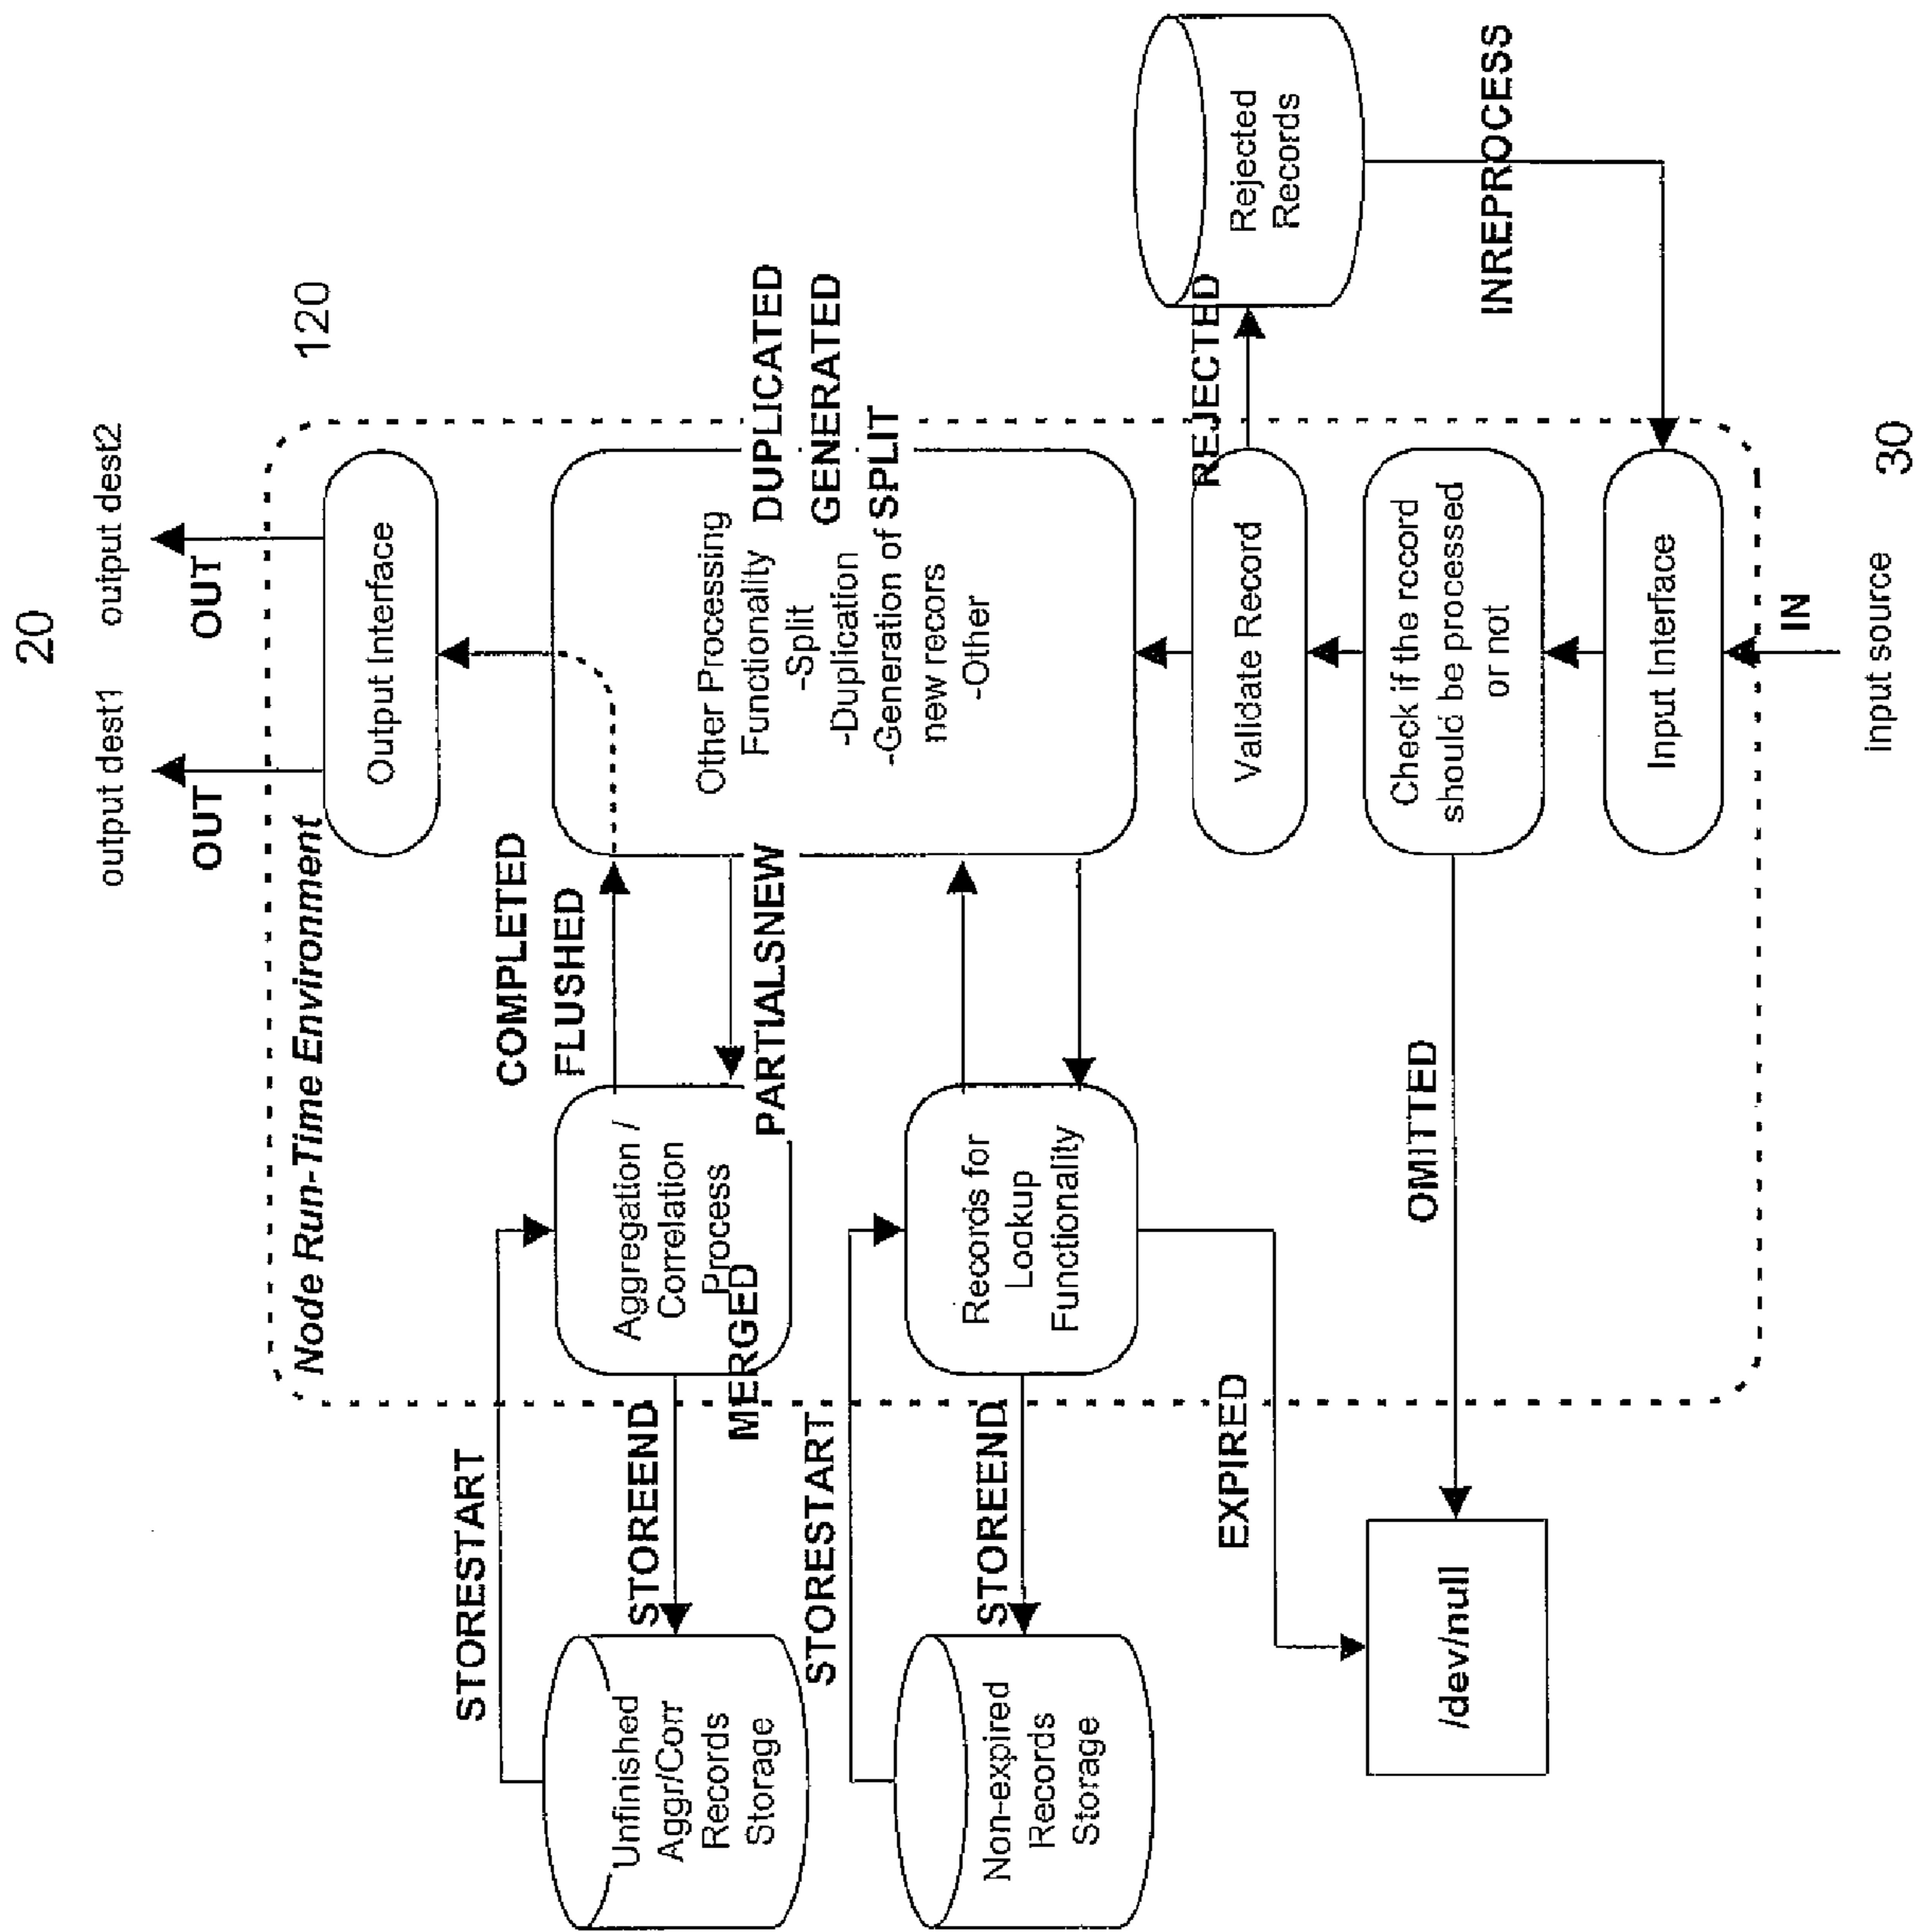 20
output dest1
output dest2
OUT
OUT
120
Node Run-Time Environment
Output Interface
STORESTART
COMPLETED
FLUSHED
Unfinished
Aggr/Corr
Records
Storage
STOREEND
Aggregation /
Correlation
Process
MERGED
PARTIALSNEW
Other Processing
Functionality
-Split
-Duplication
-Generation of
new recors
-Other
DUPLICATED
GENERATED
SPLIT
STORESTART
Non-expired
Records
Storage
STOREEND
Records for
Lookup
Functionality
EXPIRED
Validate Record
REJECTED
Rejected
Records
INREPROCESS
OMITTED
Check if the record
should be processed
or not
/dev/null
Input Interface
IN
input source
30